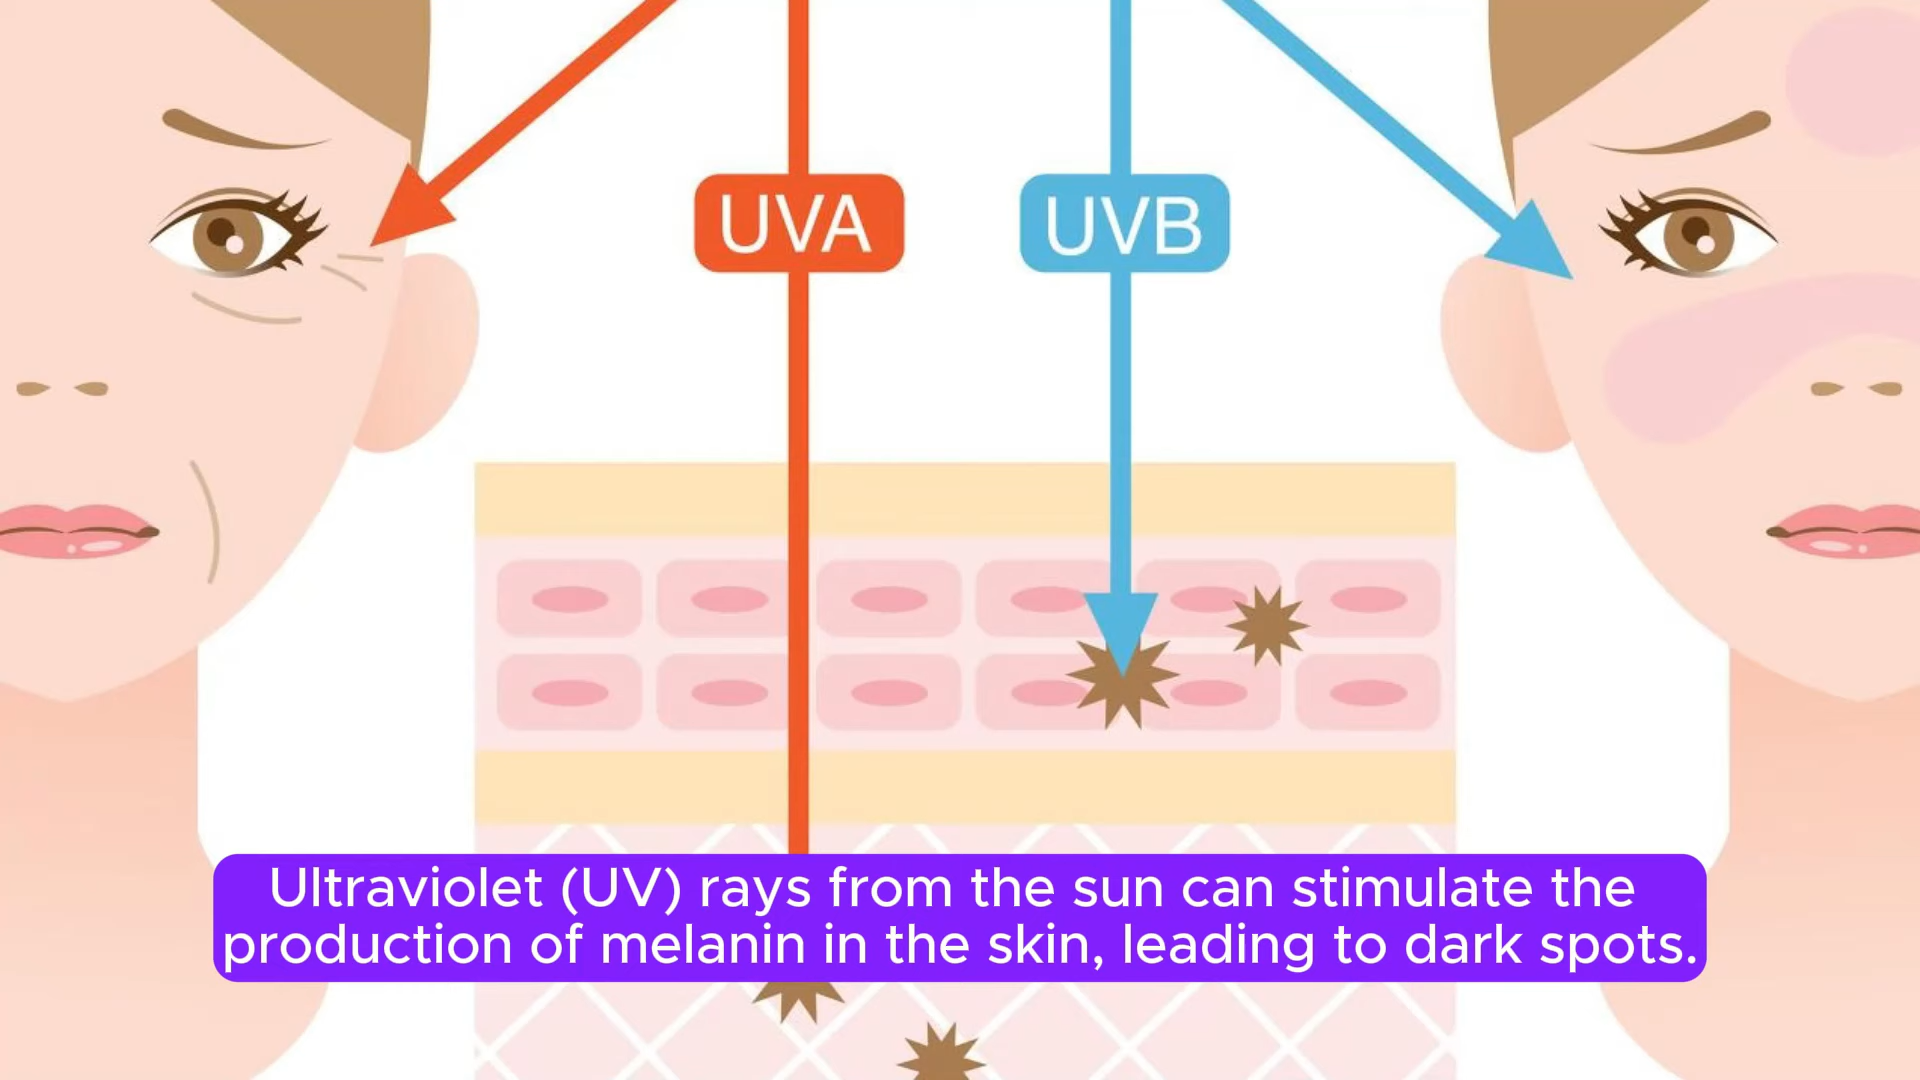 UVA
UVB
Ultraviolet (UV) rays from the sun can stimulate the
production of melanin in the skin, leading to dark spots.